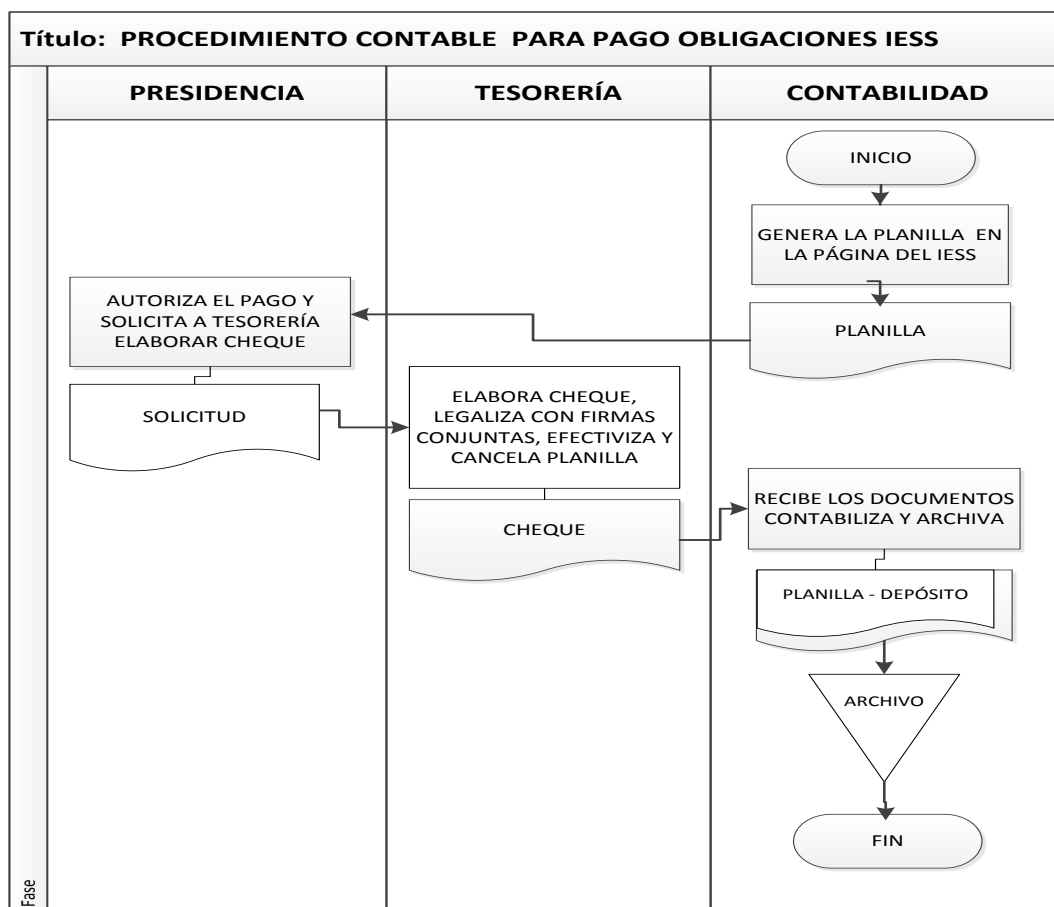 Título: PROCEDIMIENTO CONTABLE PARA PAGO OBLIGACIONES IESS
PRESIDENCIA
TESORERÍA
CONTABILIDAD
INICIO
GENERA LA PLANILLA EN
LA PÁGINA DEL IESS
PLANILLA
AUTORIZA EL PAGO Y
SOLICITA A TESORERÍA
ELABORAR CHEQUE
SOLICITUD
ELABORA CHEQUE,
LEGALIZA CON FIRMAS
CONJUNTAS, EFECTIVIZA Y
CANCELA PLANILLA
CHEQUE
RECIBE LOS DOCUMENTOS
CONTABILIZA Y ARCHIVA
PLANILLA - DEPÓSITO
ARCHIVO
FIN
Fase